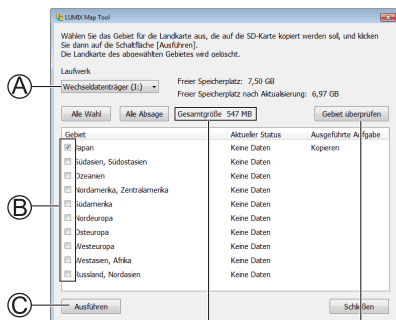 LUMIX Map Tool
Wählen Sie das Gebiet für die Landkarte aus, die auf die SD-Karte kopiert werden soll, und klicken
Sie dann auf die Schaltfläche [Ausführen].
Die Landkarte des abgewählten Gebietes wird gelöscht.
Laufwerk
A
Wechseldatenträger (I:)
Freier Speicherplatz: 7,50 GB
Freier Speicherplatz nach Aktualisierung: 6,97 GB
Alle Wahl Alle Absage Gesamtgröße 547 MB Gebiet überprüfen
Gebiet Aktueller Status Ausgeführte Aufgabe
Japan Keine Daten Kopieren
Südasien, Südostasien Keine Daten
Ozeanien Keine Daten
Nordamerika, Zentralamerika Keine Daten
B
Südamerika Keine Daten
Nordeuropa Keine Daten
Osteuropa Keine Daten
Westeuropa Keine Daten
Westasien, Afrika Keine Daten
Russland, Nordasien Keine Daten
C
Ausführen Schließen